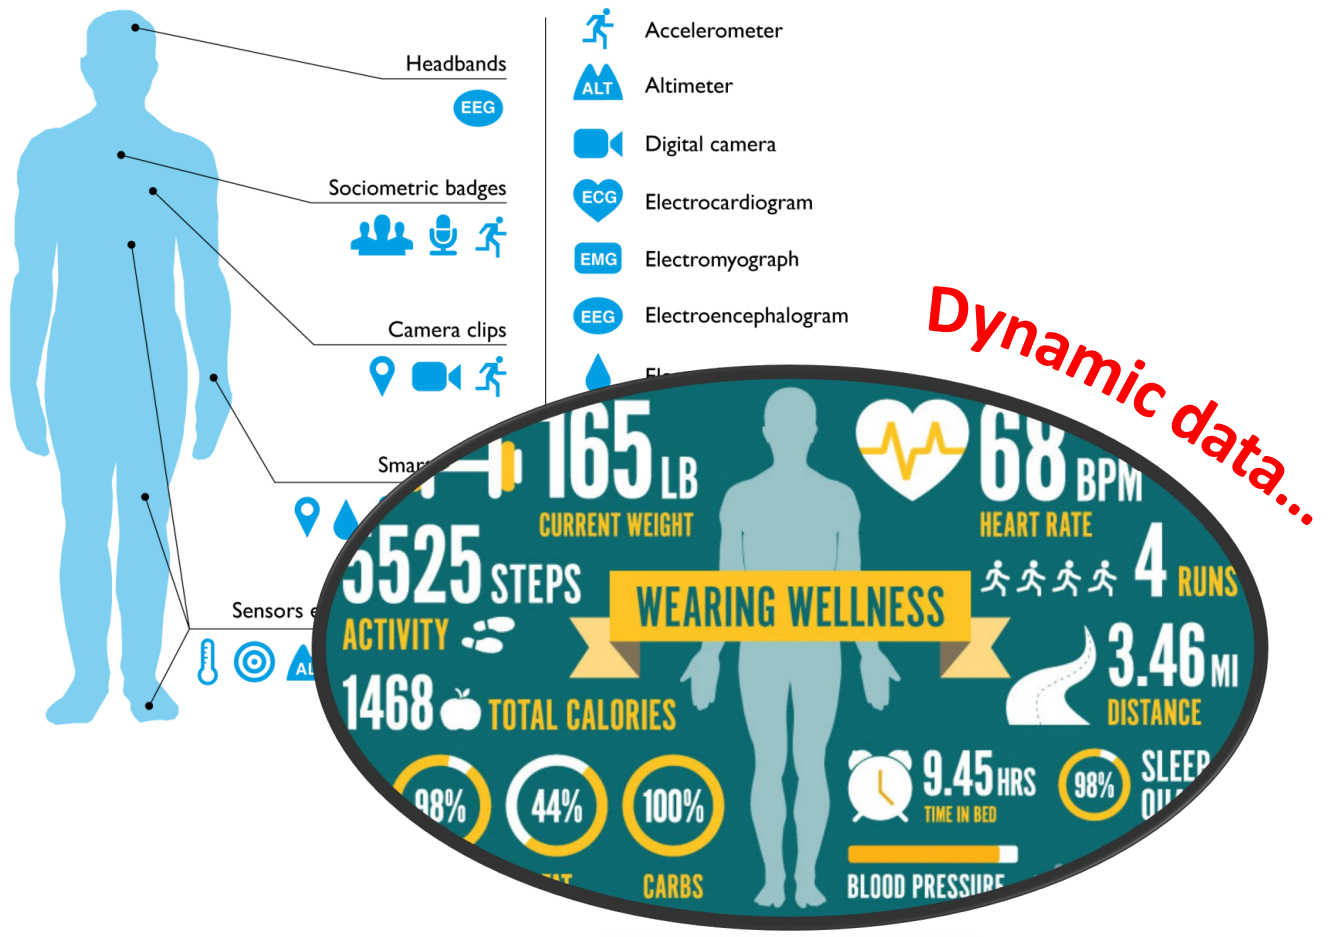 Headbands
EEG
Sociometric badges
Camera clips
Sensors
Accelerometer
ALT
Altimeter
Digital camera
ECG
Electrocardiogram
EMG
Electromyograph
EEG
Electroencephalogram
Dynamic data...
165 LB
CURRENT WEIGHT
68 BPM
HEART RATE
5525 STEPS
ACTIVITY
4 RUNS
WEARING WELLNESS
3.46 MI
DISTANCE
1468 TOTAL CALORIES
98%
44%
100%
CARBS
9.45 HRS
TIME IN BED
98%
SLEEP
BLOOD PRESSURE